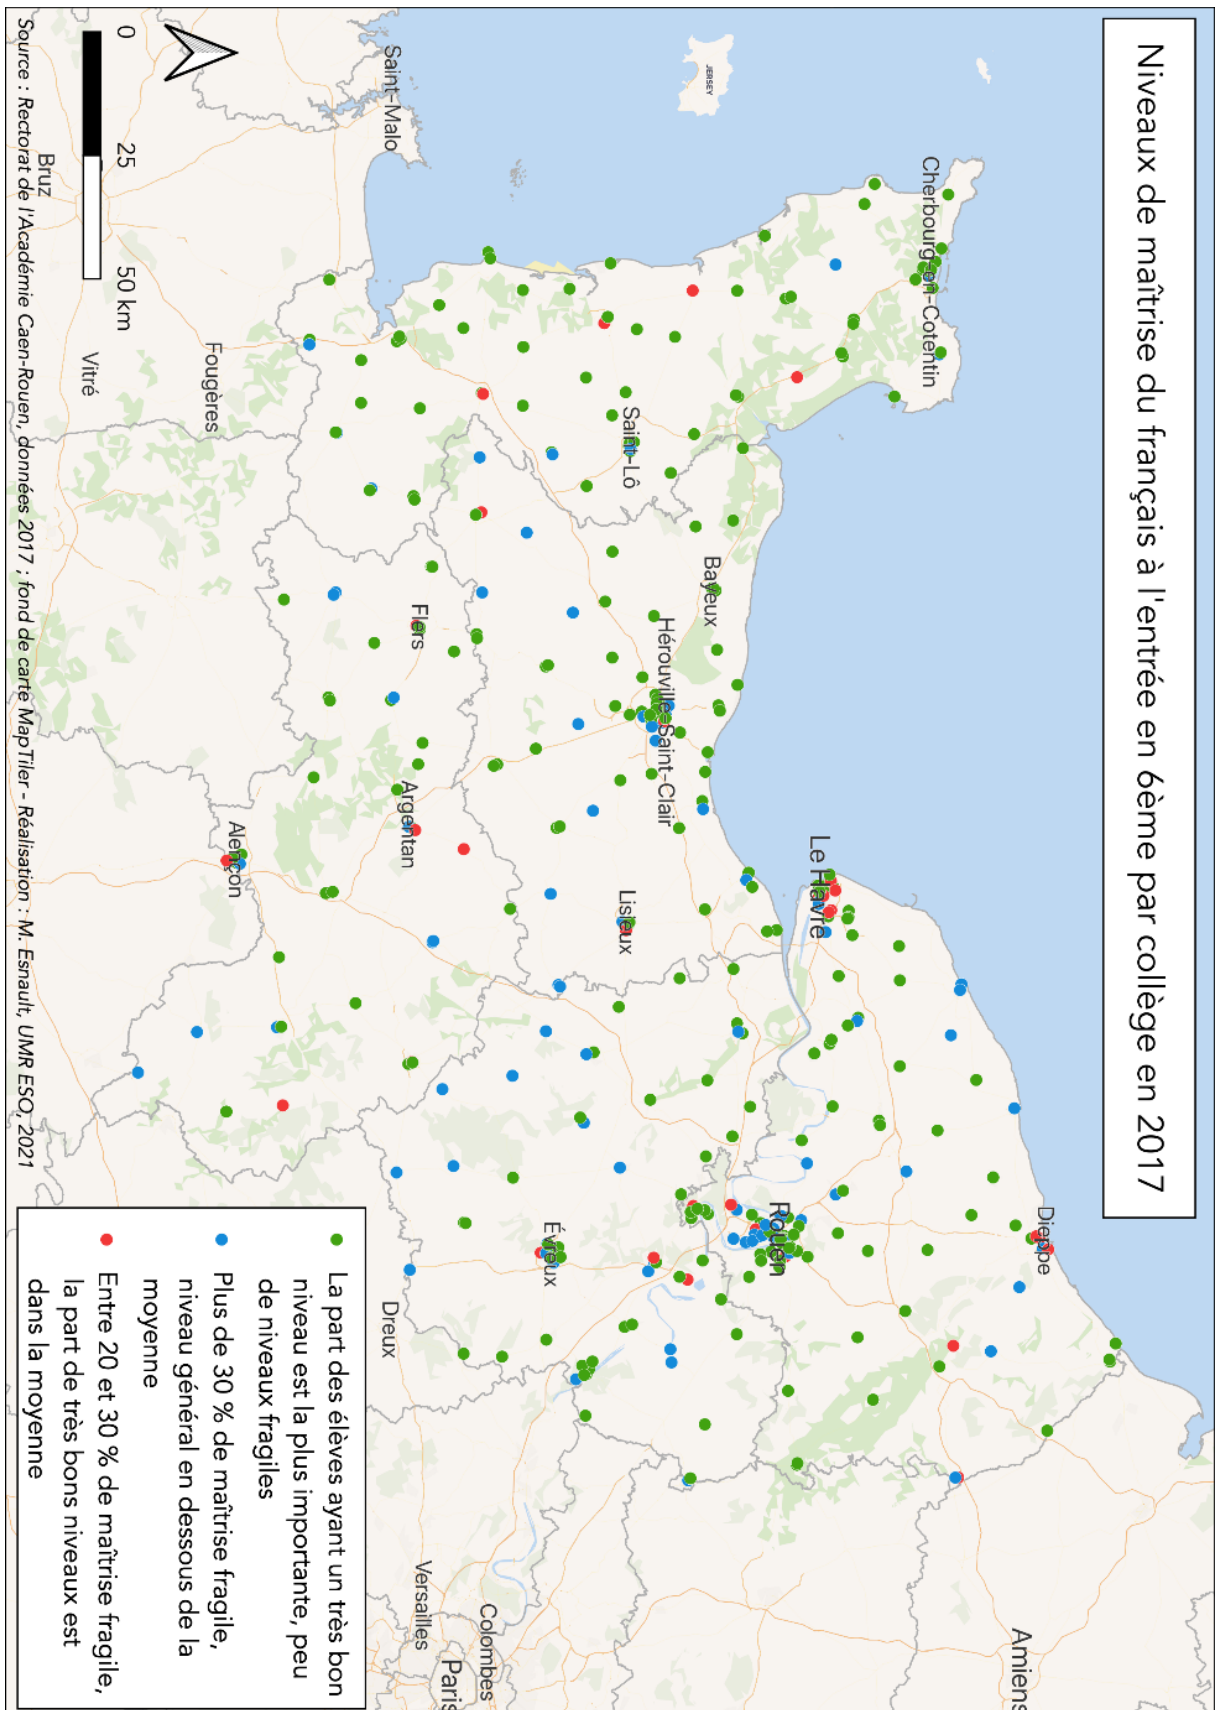 Niveaux de maîtrise du français à l'entrée en 6ème par collège en 2017
JERSEY
Cherbourg-en-Cotentin
Saint-Malo
Saint-Lô
Bayeux
Hérouville-Saint-Clair
Le Havre
Dieppe
Amiens
Rouen
Lisieux
Évreux
Flers
Argentan
Alençon
Fougères
Vitré
Bruz
Dreux
Versailles
Colombes
Paris
0 25 50 km
La part des élèves ayant un très bon
niveau est la plus importante, peu
de niveaux fragiles
Plus de 30 % de maîtrise fragile,
niveau général en dessous de la
moyenne
Entre 20 et 30 % de maîtrise fragile,
la part de très bons niveaux est
dans la moyenne
Source : Rectorat de l'Académie Caen-Rouen, données 2017 ; fond de carte MapTiler - Réalisation : M. Esnault, UMR ESO, 2021